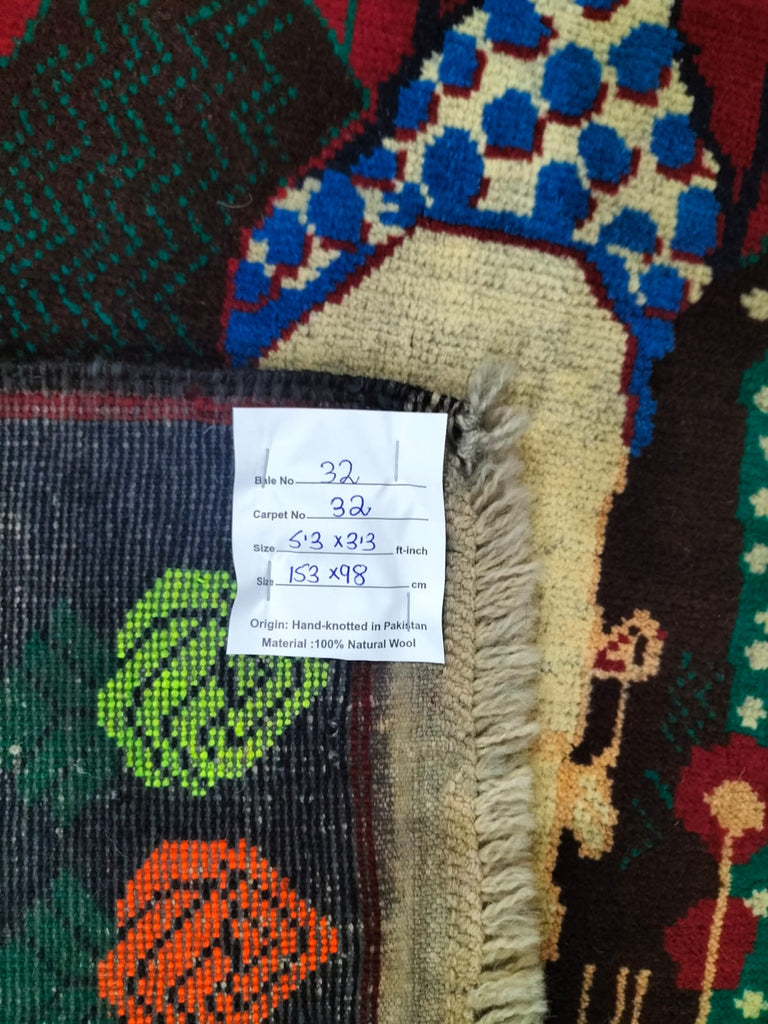 Bale No 32
Carpet No. 32
Size 5'3 x 3'3 ft-inch
Size 153 x 98 cm
Origin: Hand-knotted in Pakistan
Material :100% Natural Wool